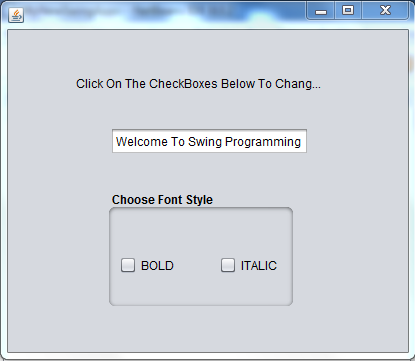 Click On The CheckBoxes Below To Chang...
Welcome To Swing Programming
Choose Font Style
BOLD
ITALIC